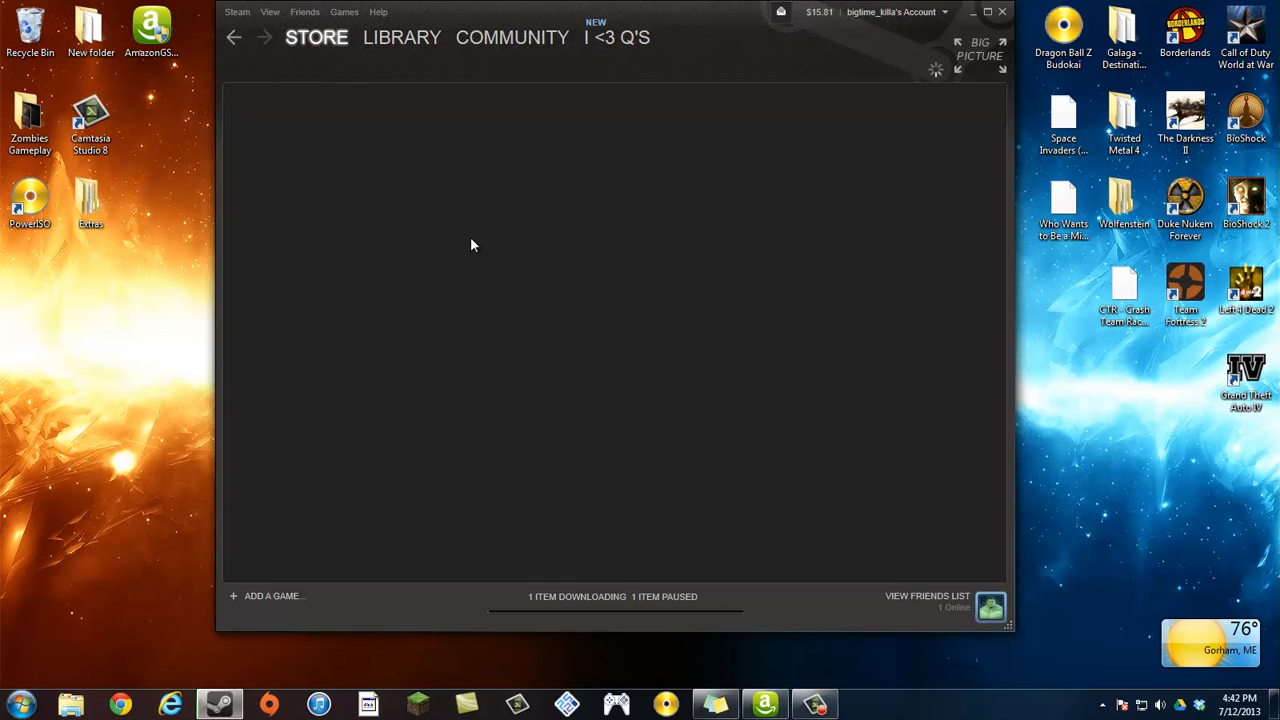 Steam View Friends Games Help
$15.81 bigtime_killa's Account
NEW
STORE LIBRARY COMMUNITY I <3 Q'S
BIG
PICTURE
ADD A GAME...
1 ITEM DOWNLOADING 1 ITEM PAUSED
VIEW FRIENDS LIST
1 Online
Recycle Bin
New folder
AmazonGS...
Zombies
Gameplay
Camtasia
Studio 8
PowerISO
Extras
Dragon Ball Z
Budokai
Galaga -
Destinati...
Borderlands
Call of Duty
World at War
Space
Invaders (...
Twisted
Metal 4
The Darkness
II
BioShock
Who Wants
to Be a Mi...
Wolfenstein
Duke Nukem
Forever
BioShock 2
CTR - Crash
Team Rac...
Team
Fortress 2
Left 4 Dead 2
IV
Grand Theft
Auto IV
76°
Gorham, ME
4:42 PM
7/12/2013